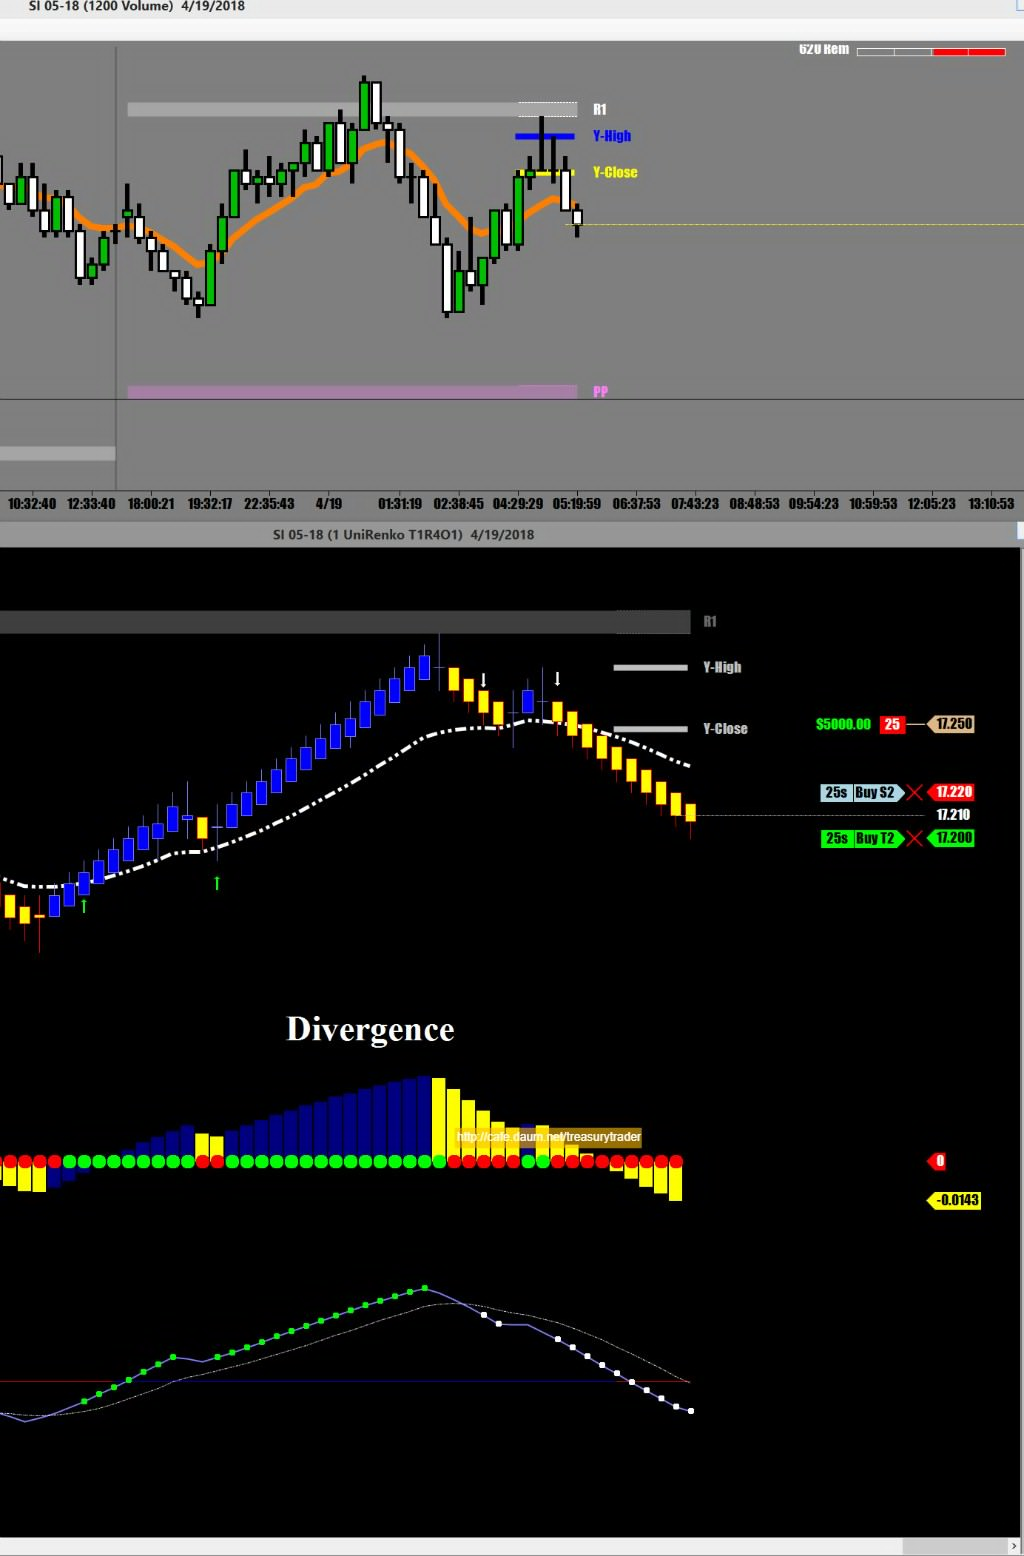 SI 05-18 (1200 Volume)  4/19/2018
620 Rem
R1
Y-High
Y-Close
PP
10:32:40 12:33:40 18:00:21 19:32:17 22:35:43 4/19 01:31:19 02:38:45 04:29:29 05:19:59 06:37:53 07:43:23 08:48:53 09:54:23 10:59:53 12:05:23 13:10:53
SI 05-18 (1 UniRenko T1R4O1)  4/19/2018
R1
Y-High
Y-Close $5000.00 25 17.250
25s Buy S2 17.220
17.210
25s Buy T2 17.200
Divergence
http://cafe.daum.net/treasurytrader
0
-0.0143